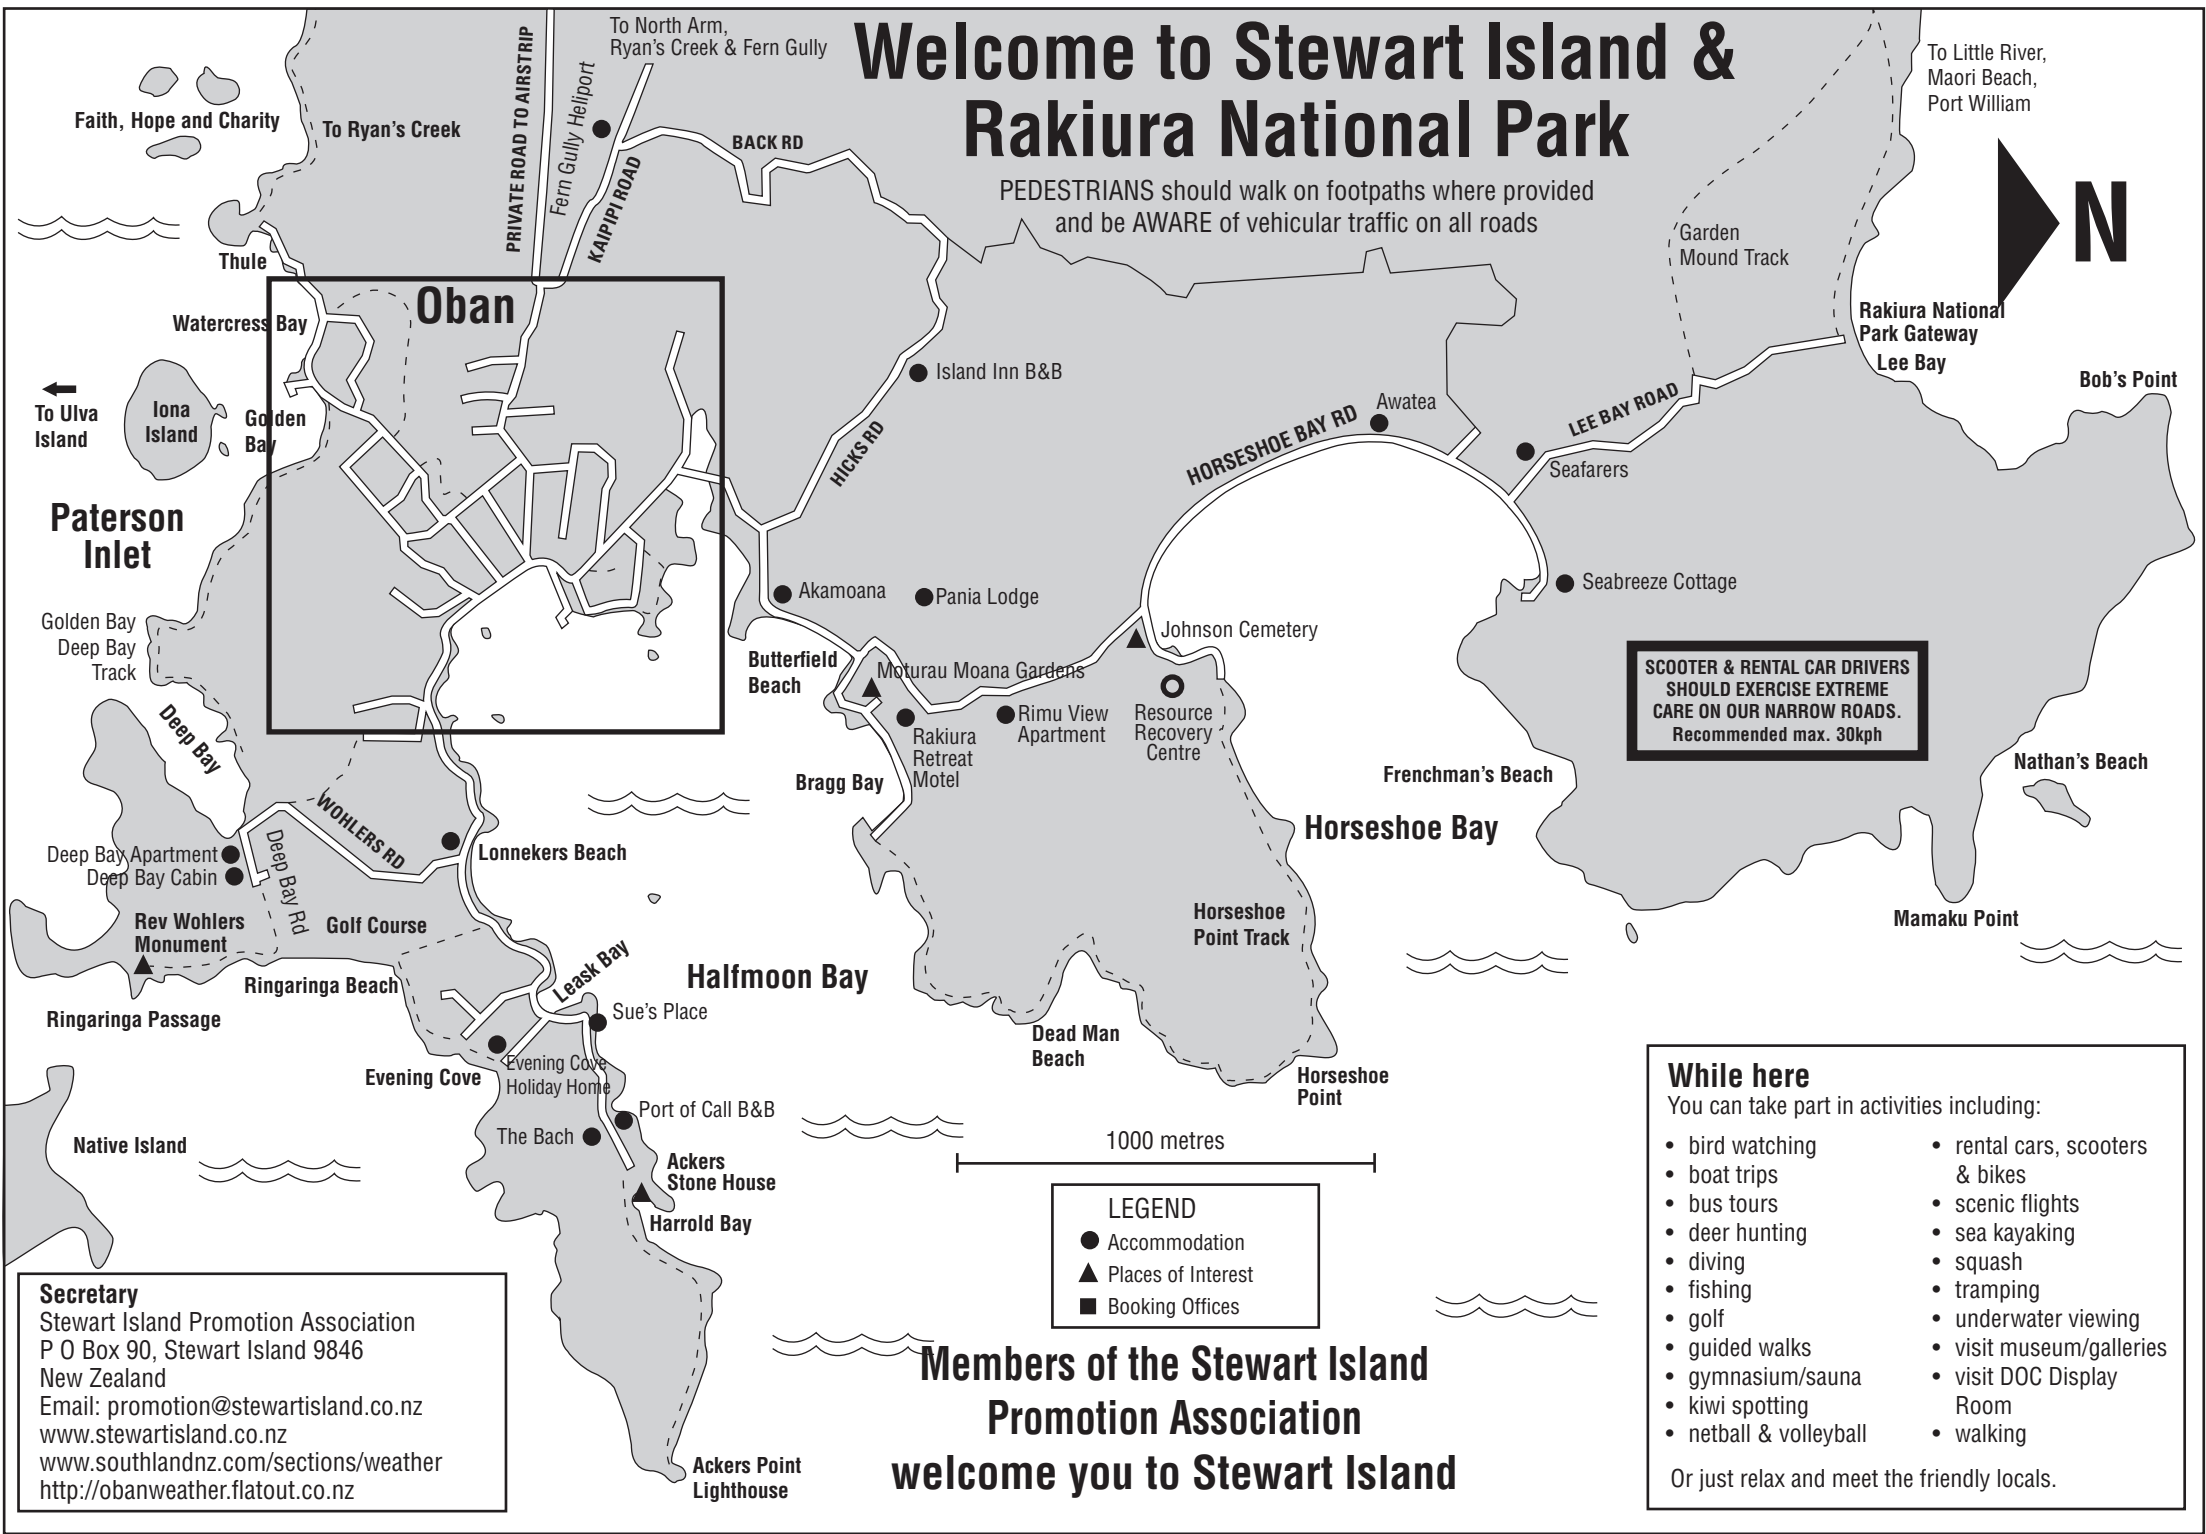 Welcome to Stewart Island &
Rakiura National Park
PEDESTRIANS should walk on footpaths where provided
and be AWARE of vehicular traffic on all roads
To North Arm,
Ryan's Creek & Fern Gully
To Little River,
Maori Beach,
Port William
N
Faith, Hope and Charity
To Ryan's Creek
PRIVATE ROAD TO AIRSTRIP
Fern Gully Heliport
KAIPIPI ROAD
BACK RD
Garden
Mound Track
Thule
Oban
Watercress Bay
Rakiura National
Park Gateway
Lee Bay
Bob's Point
Island Inn B&B
To Ulva
Island
Iona
Island
Golden
Bay
HICKS RD
HORSESHOE BAY RD
Awatea
LEE BAY ROAD
Seafarers
Paterson
Inlet
Akamoana
Pania Lodge
Seabreeze Cottage
Golden Bay
Deep Bay
Track
Johnson Cemetery
Butterfield
Beach
Moturau Moana Gardens
SCOOTER & RENTAL CAR DRIVERS
SHOULD EXERCISE EXTREME
CARE ON OUR NARROW ROADS.
Recommended max. 30kph
Deep Bay
Rakiura
Retreat
Motel
Rimu View
Apartment
Resource
Recovery
Centre
Bragg Bay
Frenchman's Beach
Nathan's Beach
Horseshoe Bay
WOHLERS RD
Lonnekers Beach
Deep Bay Apartment
Deep Bay Cabin
Deep Bay Rd
Rev Wohlers
Monument
Golf Course
Horseshoe
Point Track
Mamaku Point
Leask Bay
Halfmoon Bay
Ringaringa Beach
Ringaringa Passage
Sue's Place
Dead Man
Beach
Evening Cove
Evening Cove
Holiday Home
Horseshoe
Point
Port of Call B&B
The Bach
Native Island
Ackers
Stone House
Harrold Bay
1000 metres
LEGEND
Accommodation
Places of Interest
Booking Offices
Ackers Point
Lighthouse
Members of the Stewart Island
Promotion Association
welcome you to Stewart Island
Secretary
Stewart Island Promotion Association
P O Box 90, Stewart Island 9846
New Zealand
Email: promotion@stewartisland.co.nz
www.stewartisland.co.nz
www.southlandnz.com/sections/weather
http://obanweather.flatout.co.nz
While here
You can take part in activities including:
• bird watching
• boat trips
• bus tours
• deer hunting
• diving
• fishing
• golf
• guided walks
• gymnasium/sauna
• kiwi spotting
• netball & volleyball
• rental cars, scooters
& bikes
• scenic flights
• sea kayaking
• squash
• tramping
• underwater viewing
• visit museum/galleries
• visit DOC Display
Room
• walking
Or just relax and meet the friendly locals.